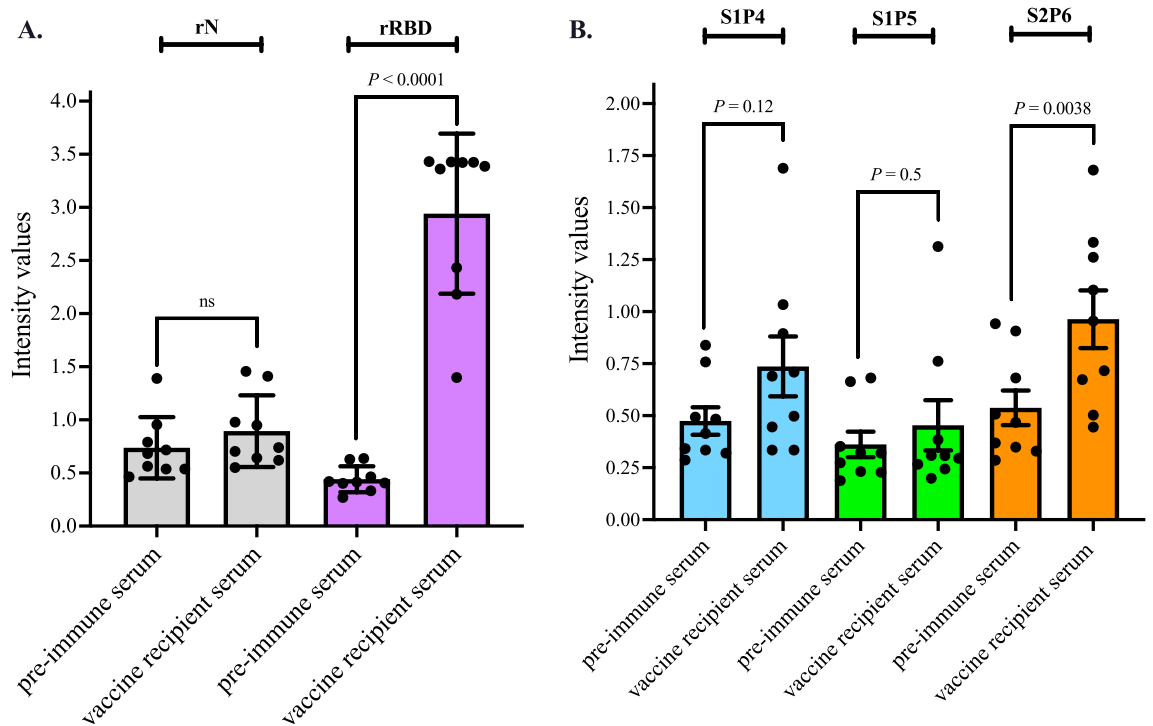 A.
rN
rRBD
P < 0.0001
ns
Intensity values
4.0
3.5
3.0
2.5
2.0
1.5
1.0
0.5
0.0
pre-immune serum
vaccine recipient serum
pre-immune serum
vaccine recipient serum
B.
S1P4
S1P5
S2P6
P = 0.12
P = 0.5
P = 0.0038
Intensity values
2.00
1.75
1.50
1.25
1.00
0.75
0.50
0.25
0.00
pre-immune serum
vaccine recipient serum
pre-immune serum
vaccine recipient serum
pre-immune serum
vaccine recipient serum